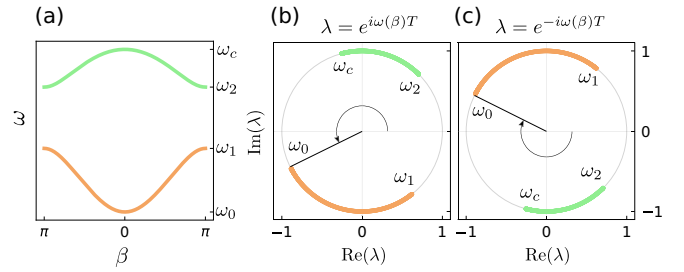 (a)
ω
ω_c
ω_2
ω_1
ω_0
π
0
π
β
(b)
λ = e^{iω(β)T}
ω_c
ω_2
ω_0
ω_1
Im(λ)
−1
0
1
Re(λ)
(c)
λ = e^{−iω(β)T}
ω_1
ω_0
ω_2
ω_c
1
0
−1
−1
0
1
Re(λ)